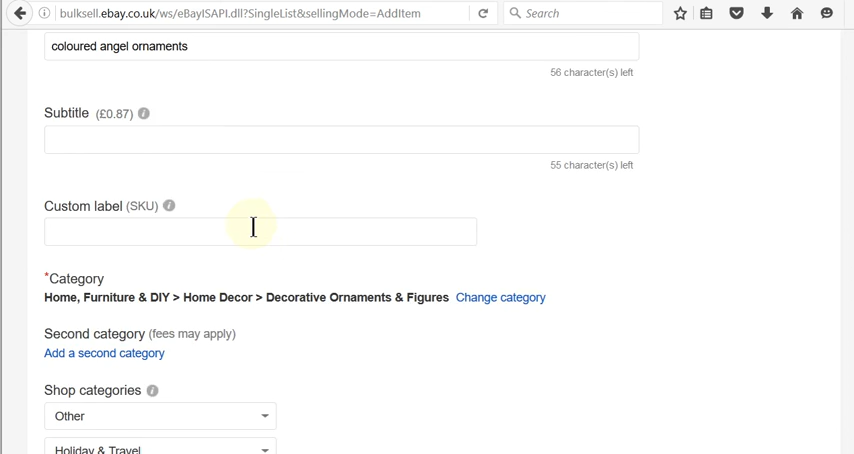 bulksell.ebay.co.uk/ws/eBayISAPI.dll?SingleList&sellingMode=AddItem
Search
coloured angel ornaments
56 character(s) left
Subtitle (£0.87)
55 character(s) left
Custom label (SKU)
*Category
Home, Furniture & DIY > Home Decor > Decorative Ornaments & Figures Change category
Second category (fees may apply)
Add a second category
Shop categories
Other
Holiday & Travel